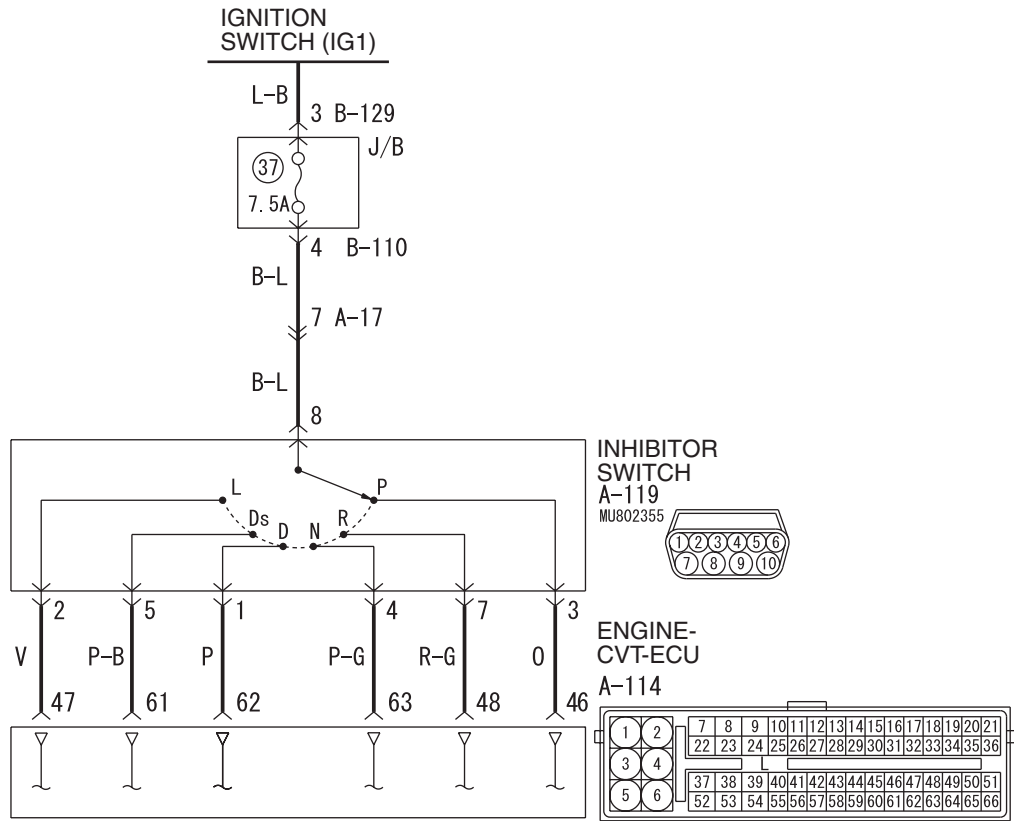 IGNITION
SWITCH (IG1)
L-B
3 B-129
J/B
37
7.5A
4 B-110
B-L
7 A-17
B-L
8
INHIBITOR
SWITCH
A-119
MU802355
1 2 3 4 5 6
7 8 9 10
L P
Ds D N R
2 5 1 4 7 3
V P-B P P-G R-G O
47 61 62 63 48 46
ENGINE-
CVT-ECU
A-114
1 2 7 8 9 10 11 12 13 14 15 16 17 18 19 20 21
22 23 24 25 26 27 28 29 30 31 32 33 34 35 36
3 4 L
37 38 39 40 41 42 43 44 45 46 47 48 49 50 51
5 6 52 53 54 55 56 57 58 59 60 61 62 63 64 65 66